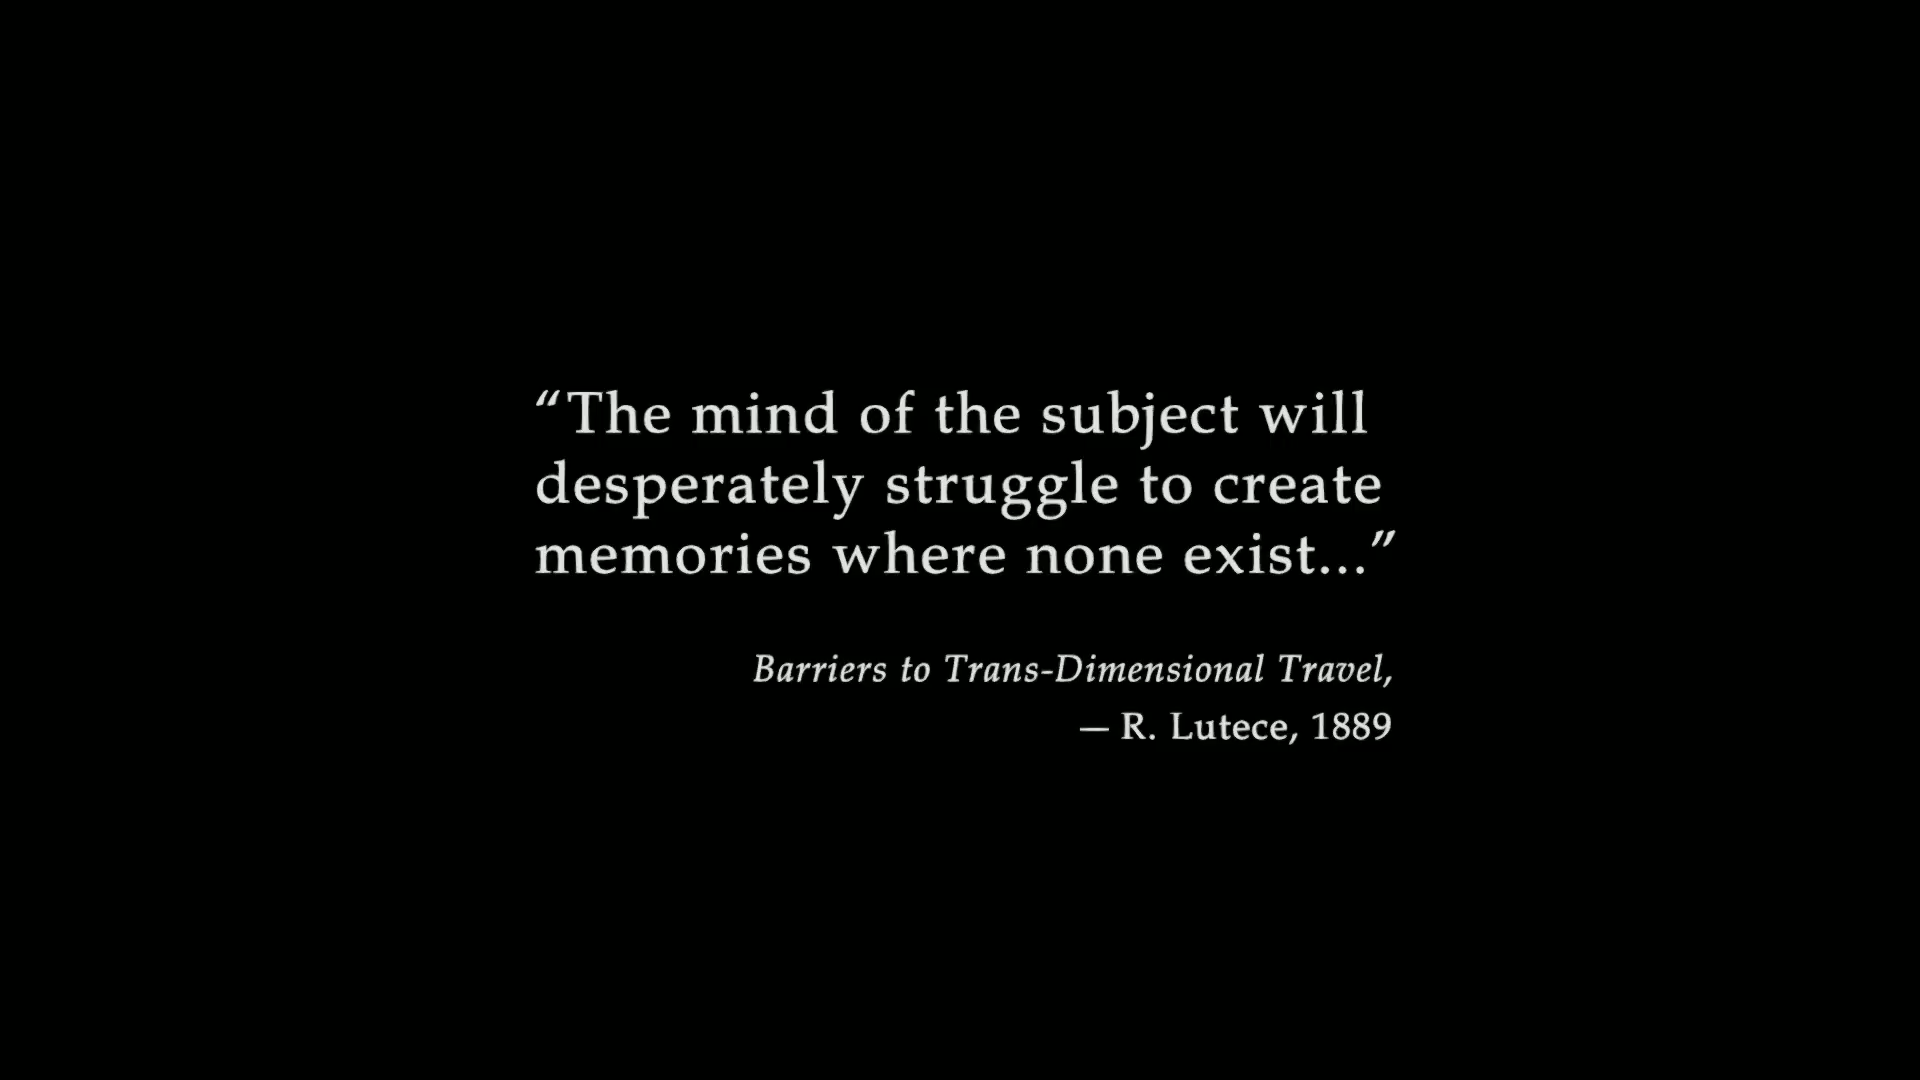 “The mind of the subject will
desperately struggle to create
memories where none exist...”
Barriers to Trans-Dimensional Travel,
— R. Lutece, 1889